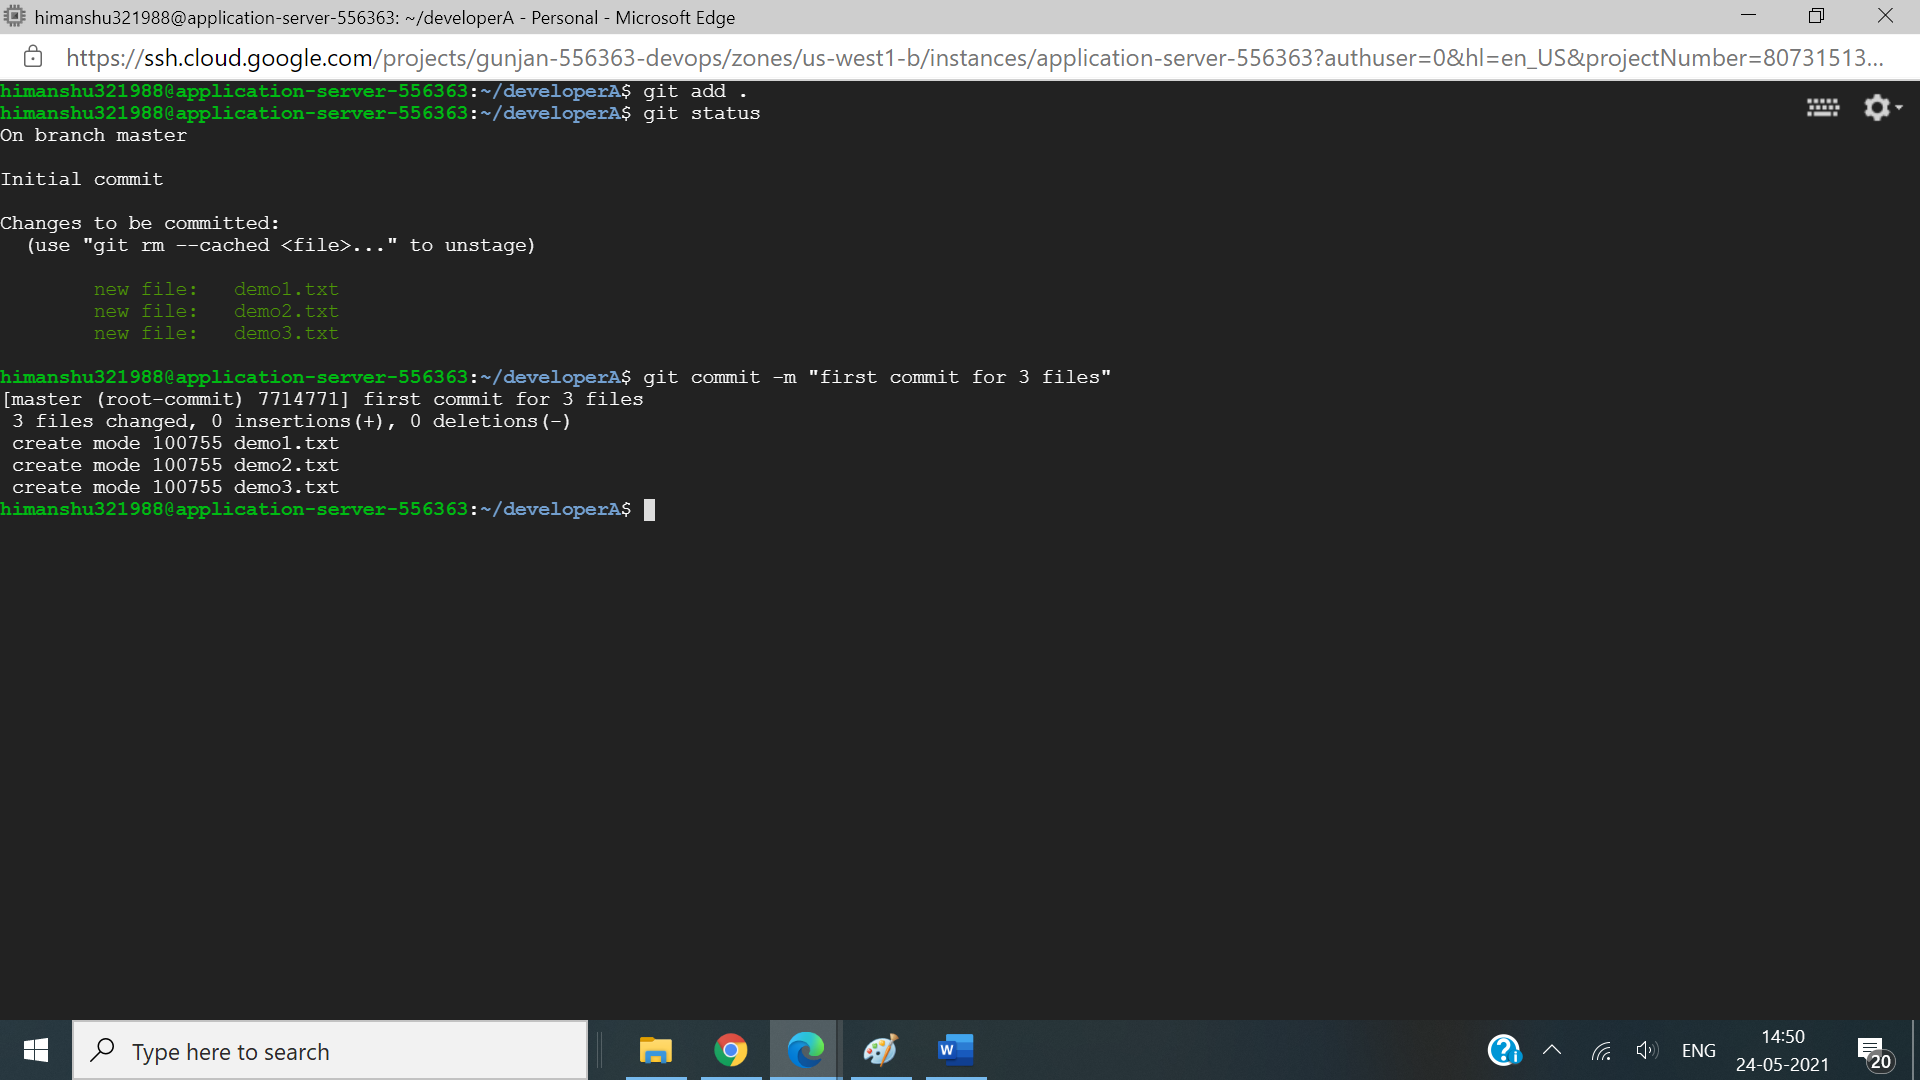 himanshu321988@application-server-556363: ~/developerA - Personal - Microsoft Edge
https://ssh.cloud.google.com/projects/gunjan-556363-devops/zones/us-west1-b/instances/application-server-556363?authuser=0&hl=en_US&projectNumber=80731513...
himanshu321988@application-server-556363:~/developerA$ git add .
himanshu321988@application-server-556363:~/developerA$ git status
On branch master
Initial commit
Changes to be committed:
  (use "git rm --cached <file>..." to unstage)
        new file:   demo1.txt
        new file:   demo2.txt
        new file:   demo3.txt
himanshu321988@application-server-556363:~/developerA$ git commit -m "first commit for 3 files"
[master (root-commit) 7714771] first commit for 3 files
 3 files changed, 0 insertions(+), 0 deletions(-)
 create mode 100755 demo1.txt
 create mode 100755 demo2.txt
 create mode 100755 demo3.txt
himanshu321988@application-server-556363:~/developerA$
Type here to search
W
ENG
14:50
24-05-2021
20